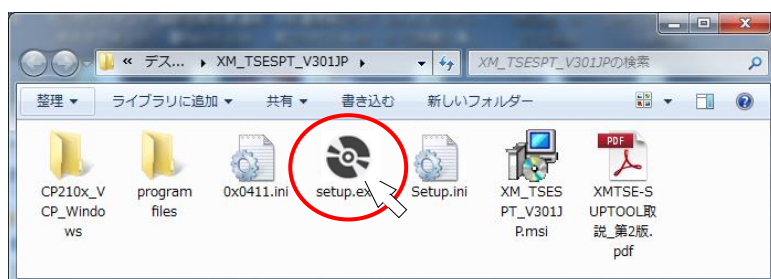 « デス... ▸ XM_TSESPT_V301JP ▸
XM_TSESPT_V301JPの検索
整理 ▼ ライブラリに追加 ▼ 共有 ▼ 書き込む 新しいフォルダー
CP210x_V
CP_Windo
ws
program
files
0x0411.ini
setup.ex
Setup.ini
XM_TSES
PT_V301J
P.msi
PDF
XMTSE-S
UPTOOL取
説_第2版.
pdf